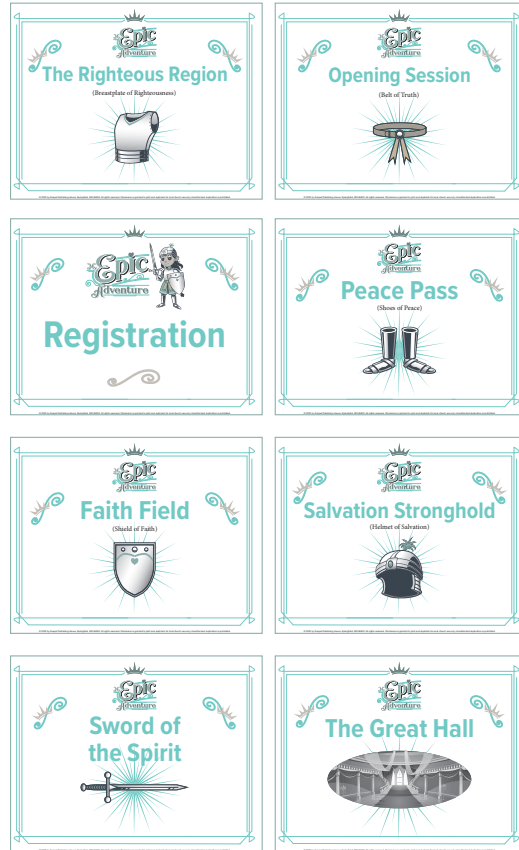 Epic
Adventure
The Righteous Region
(Breastplate of Righteousness)
Epic
Adventure
Opening Session
(Belt of Truth)
Epic
Adventure
Registration
Epic
Adventure
Peace Pass
(Shoes of Peace)
Epic
Adventure
Faith Field
(Shield of Faith)
Epic
Adventure
Salvation Stronghold
(Helmet of Salvation)
Epic
Adventure
Sword of
the Spirit
Epic
Adventure
The Great Hall